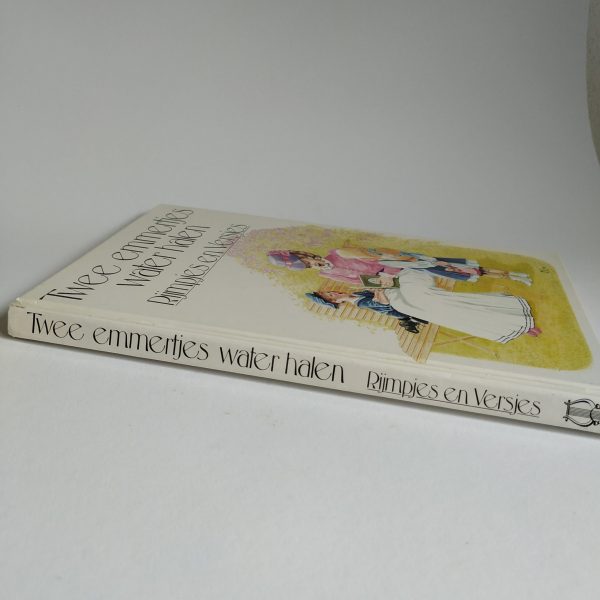 Twee emmertjes
water halen
Rijmpjes en Versjes
Twee emmertjes water halen Rijmpjes en Versjes